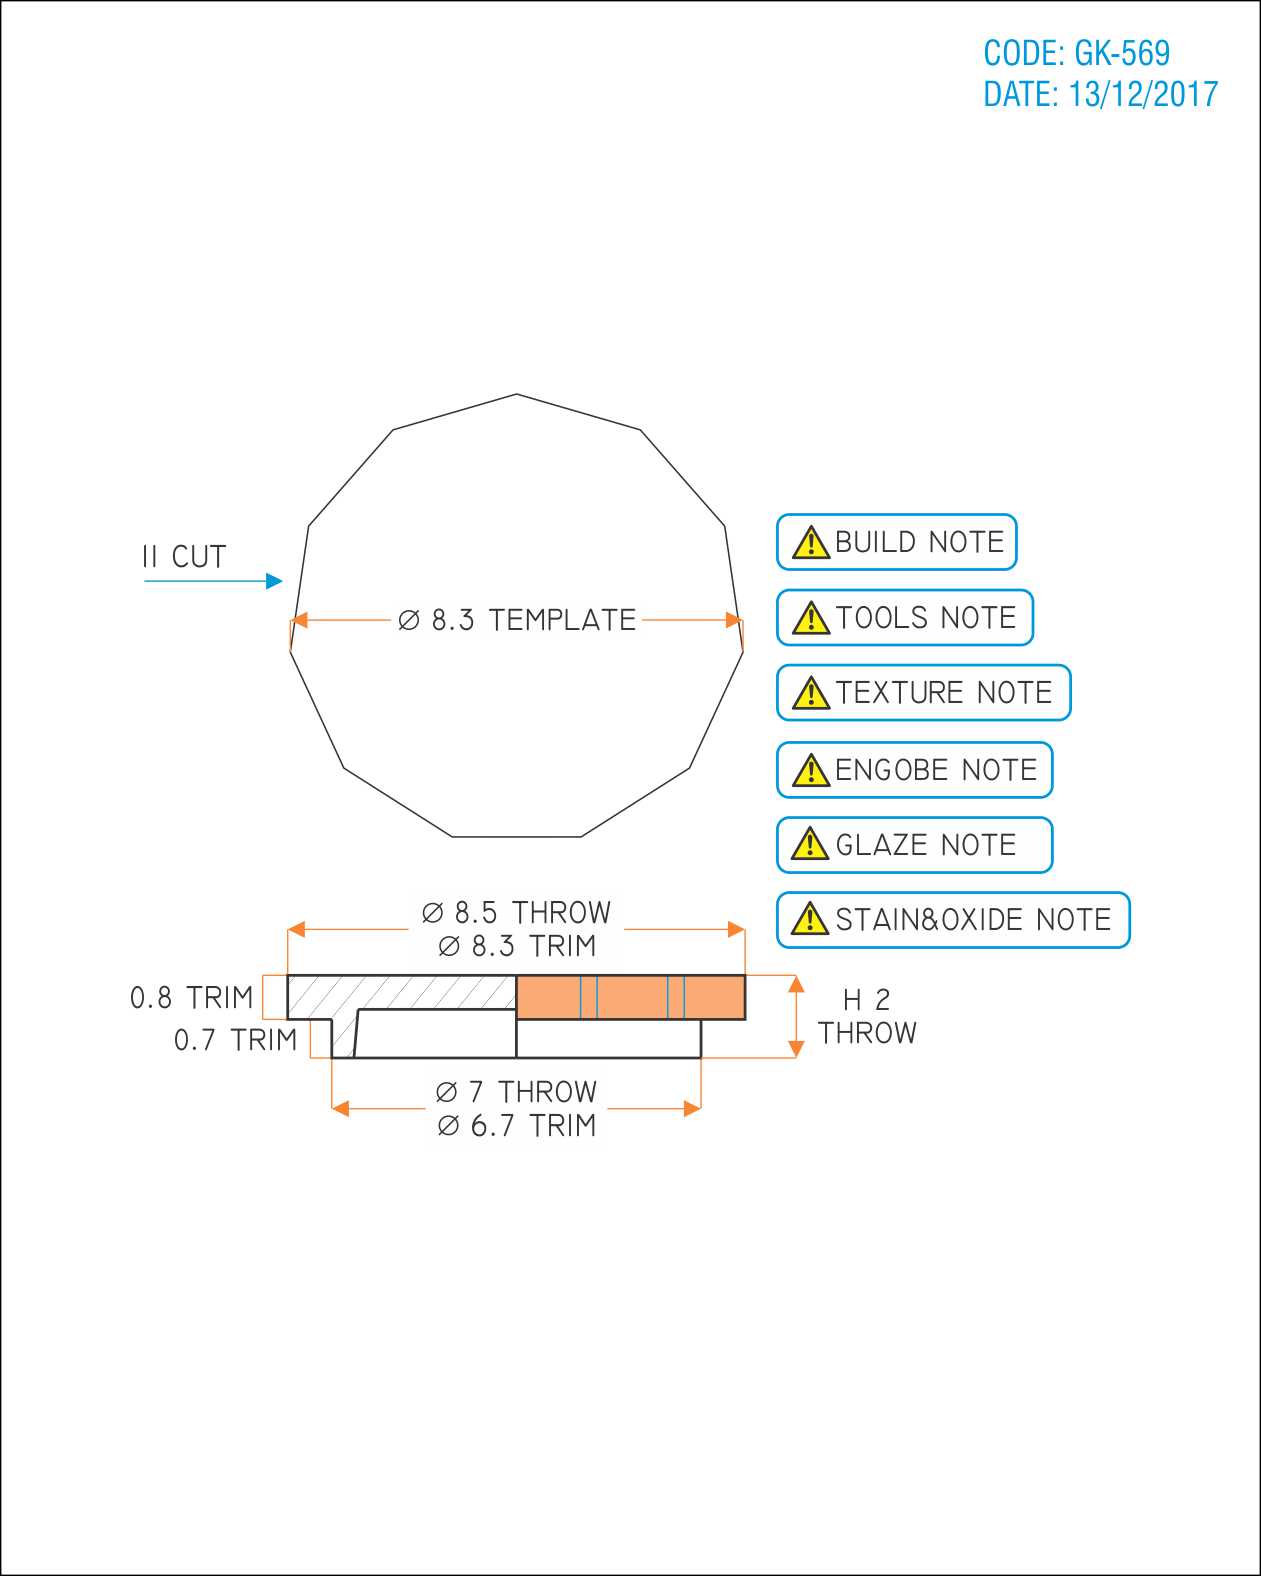 CODE: GK-569
DATE: 13/12/2017
II CUT
Ø 8.3 TEMPLATE
BUILD NOTE
TOOLS NOTE
TEXTURE NOTE
ENGOBE NOTE
GLAZE NOTE
STAIN&OXIDE NOTE
Ø 8.5 THROW
Ø 8.3 TRIM
0.8 TRIM
0.7 TRIM
H 2
THROW
Ø 7 THROW
Ø 6.7 TRIM